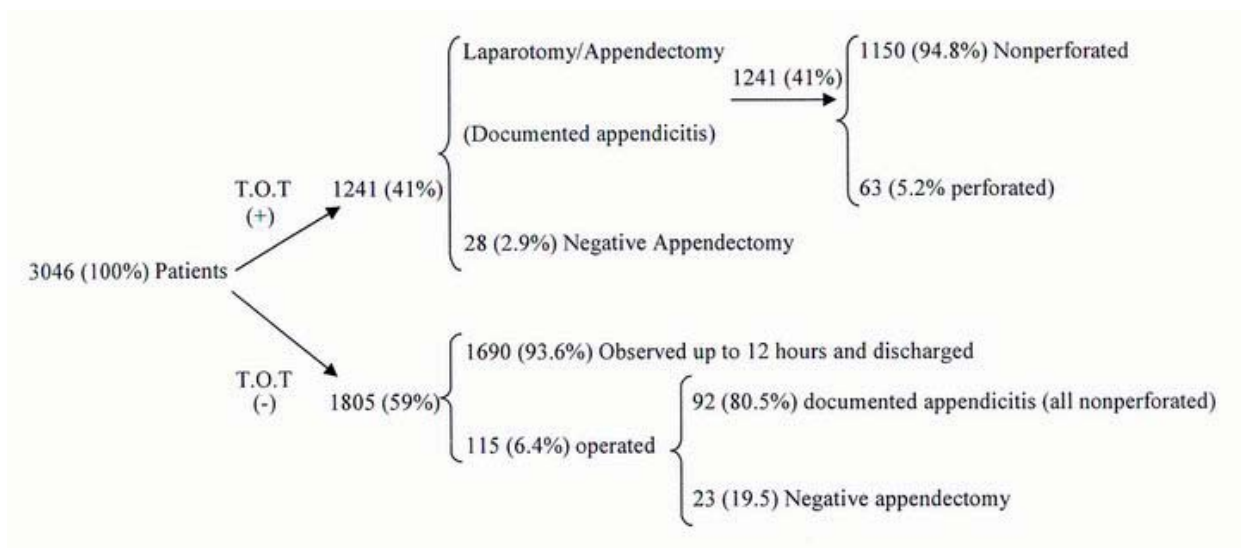 3046 (100%) Patients
T.O.T
(+)
1241 (41%)
Laparotomy/Appendectomy
(Documented appendicitis)
28 (2.9%) Negative Appendectomy
1241 (41%)
1150 (94.8%) Nonperforated
63 (5.2% perforated)
T.O.T
(-)
1805 (59%)
1690 (93.6%) Observed up to 12 hours and discharged
115 (6.4%) operated
92 (80.5%) documented appendicitis (all nonperforated)
23 (19.5) Negative appendectomy